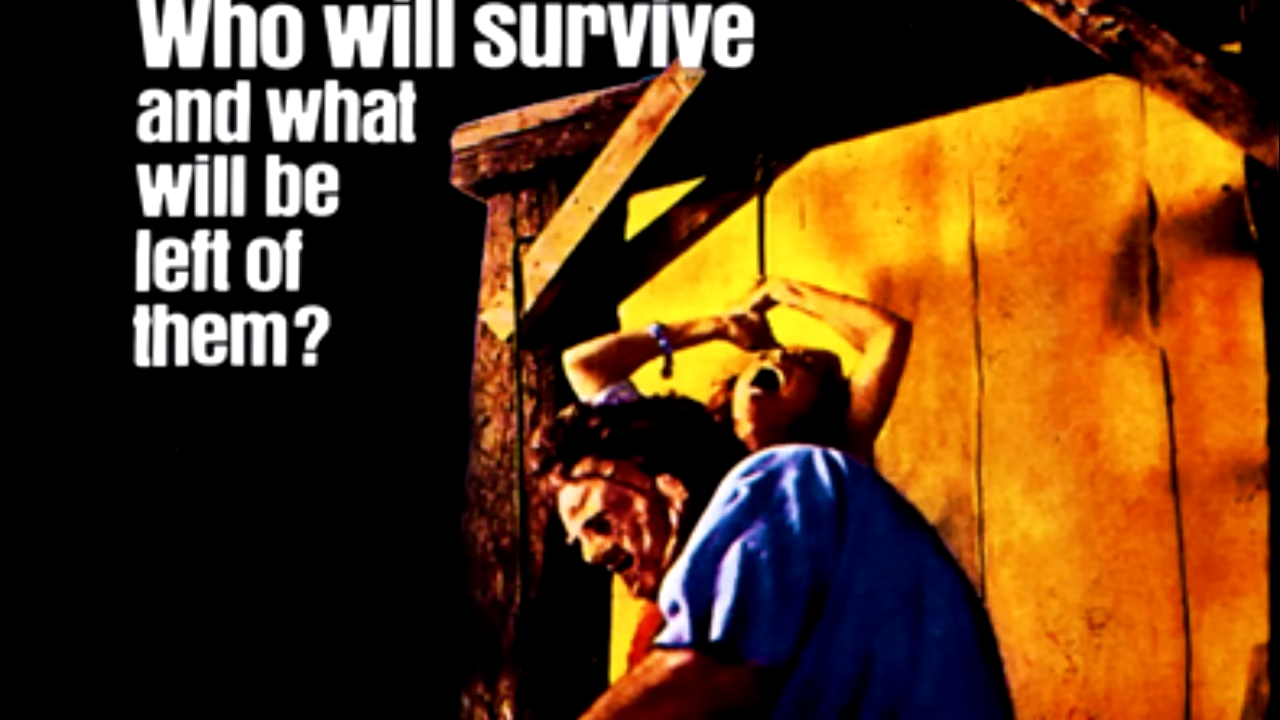 Who will survive
and what
will be
left of
them?